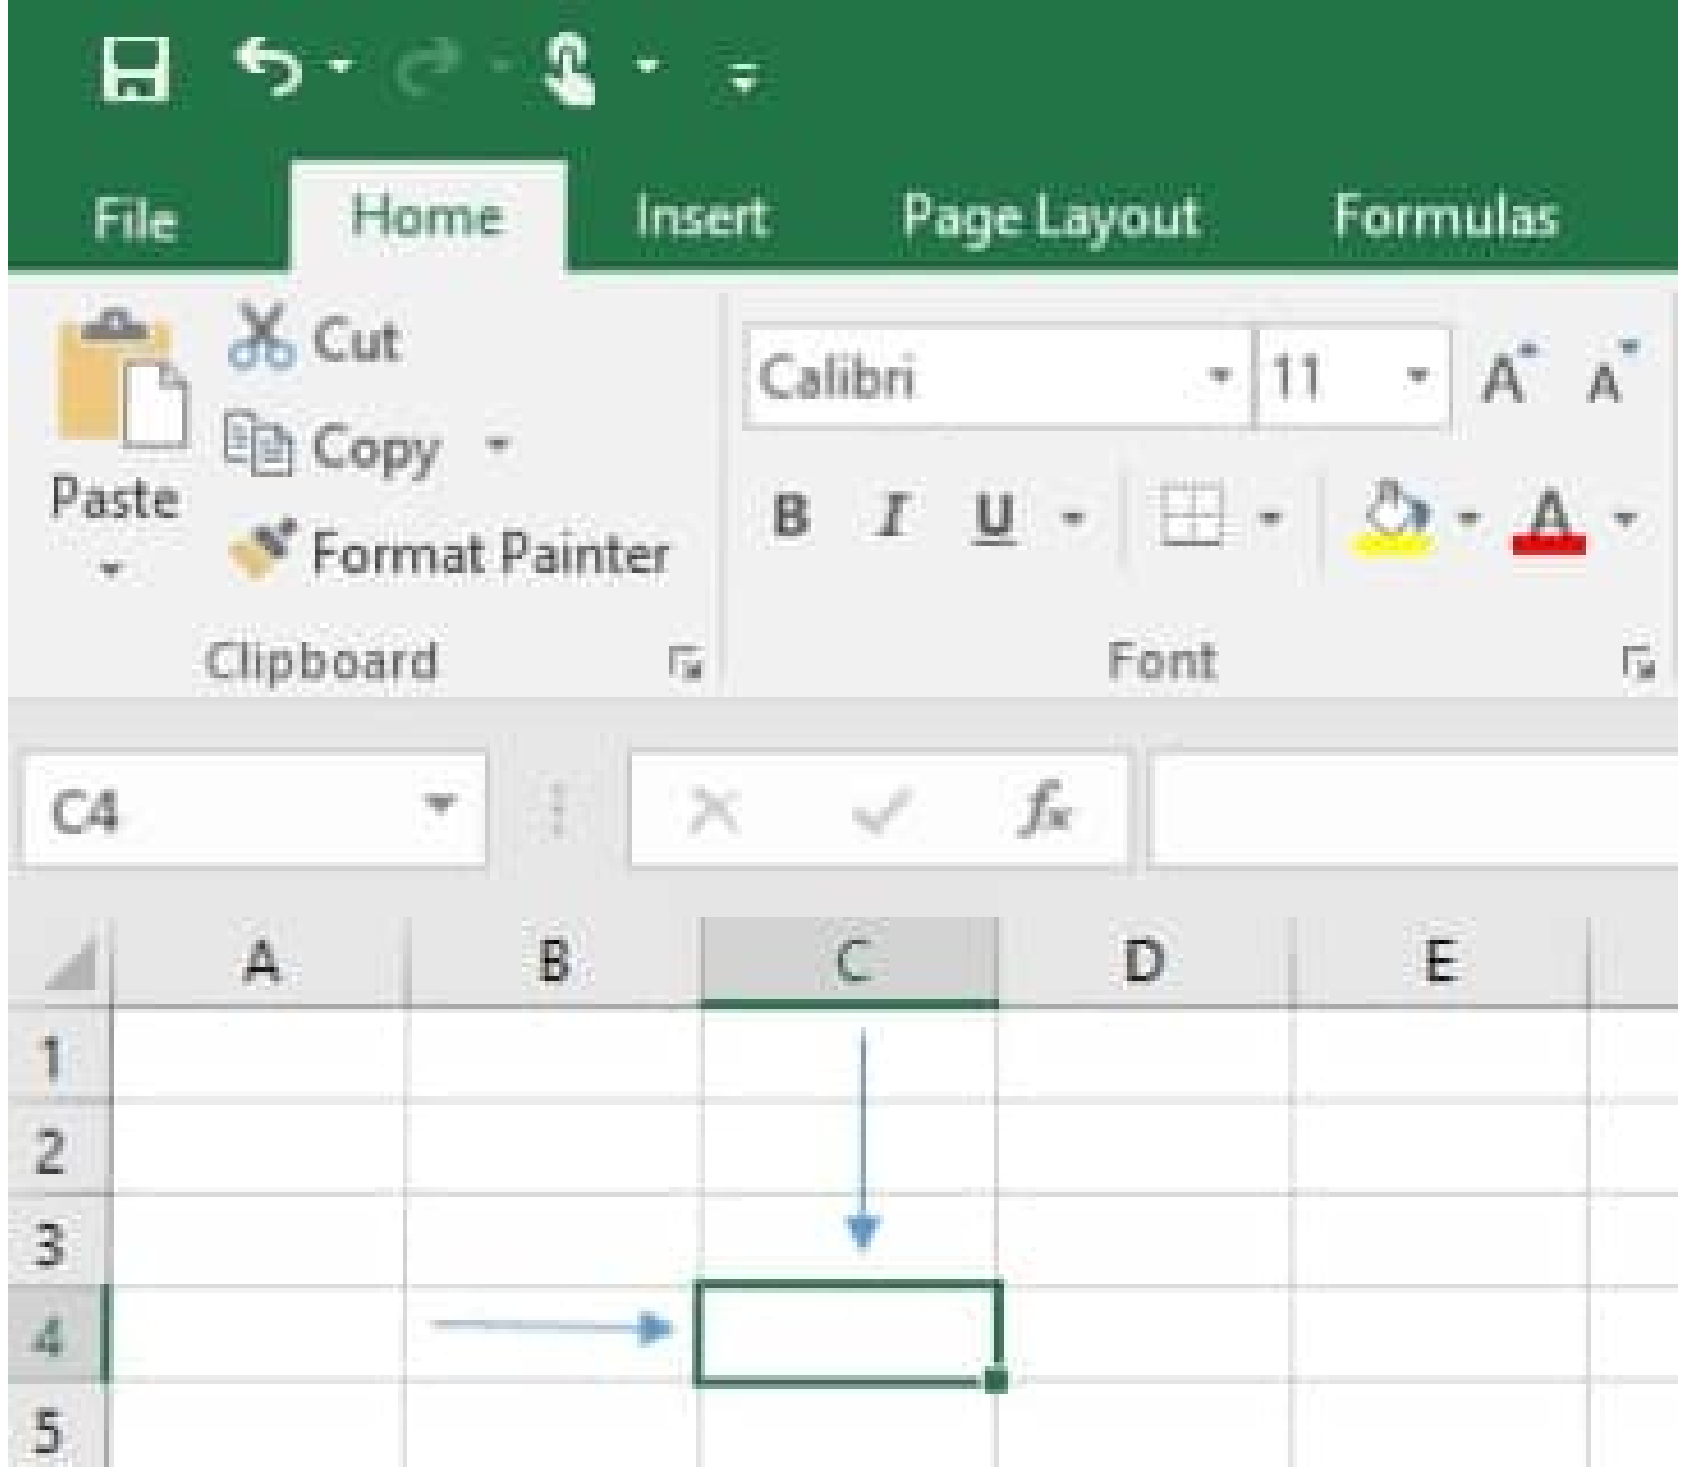 File Home Insert Page Layout Formulas
Cut
Calibri 11 A A
Copy
Paste
B I U A
Format Painter
Clipboard Font
C4 fx
A B C D E
1
2
3
4
5